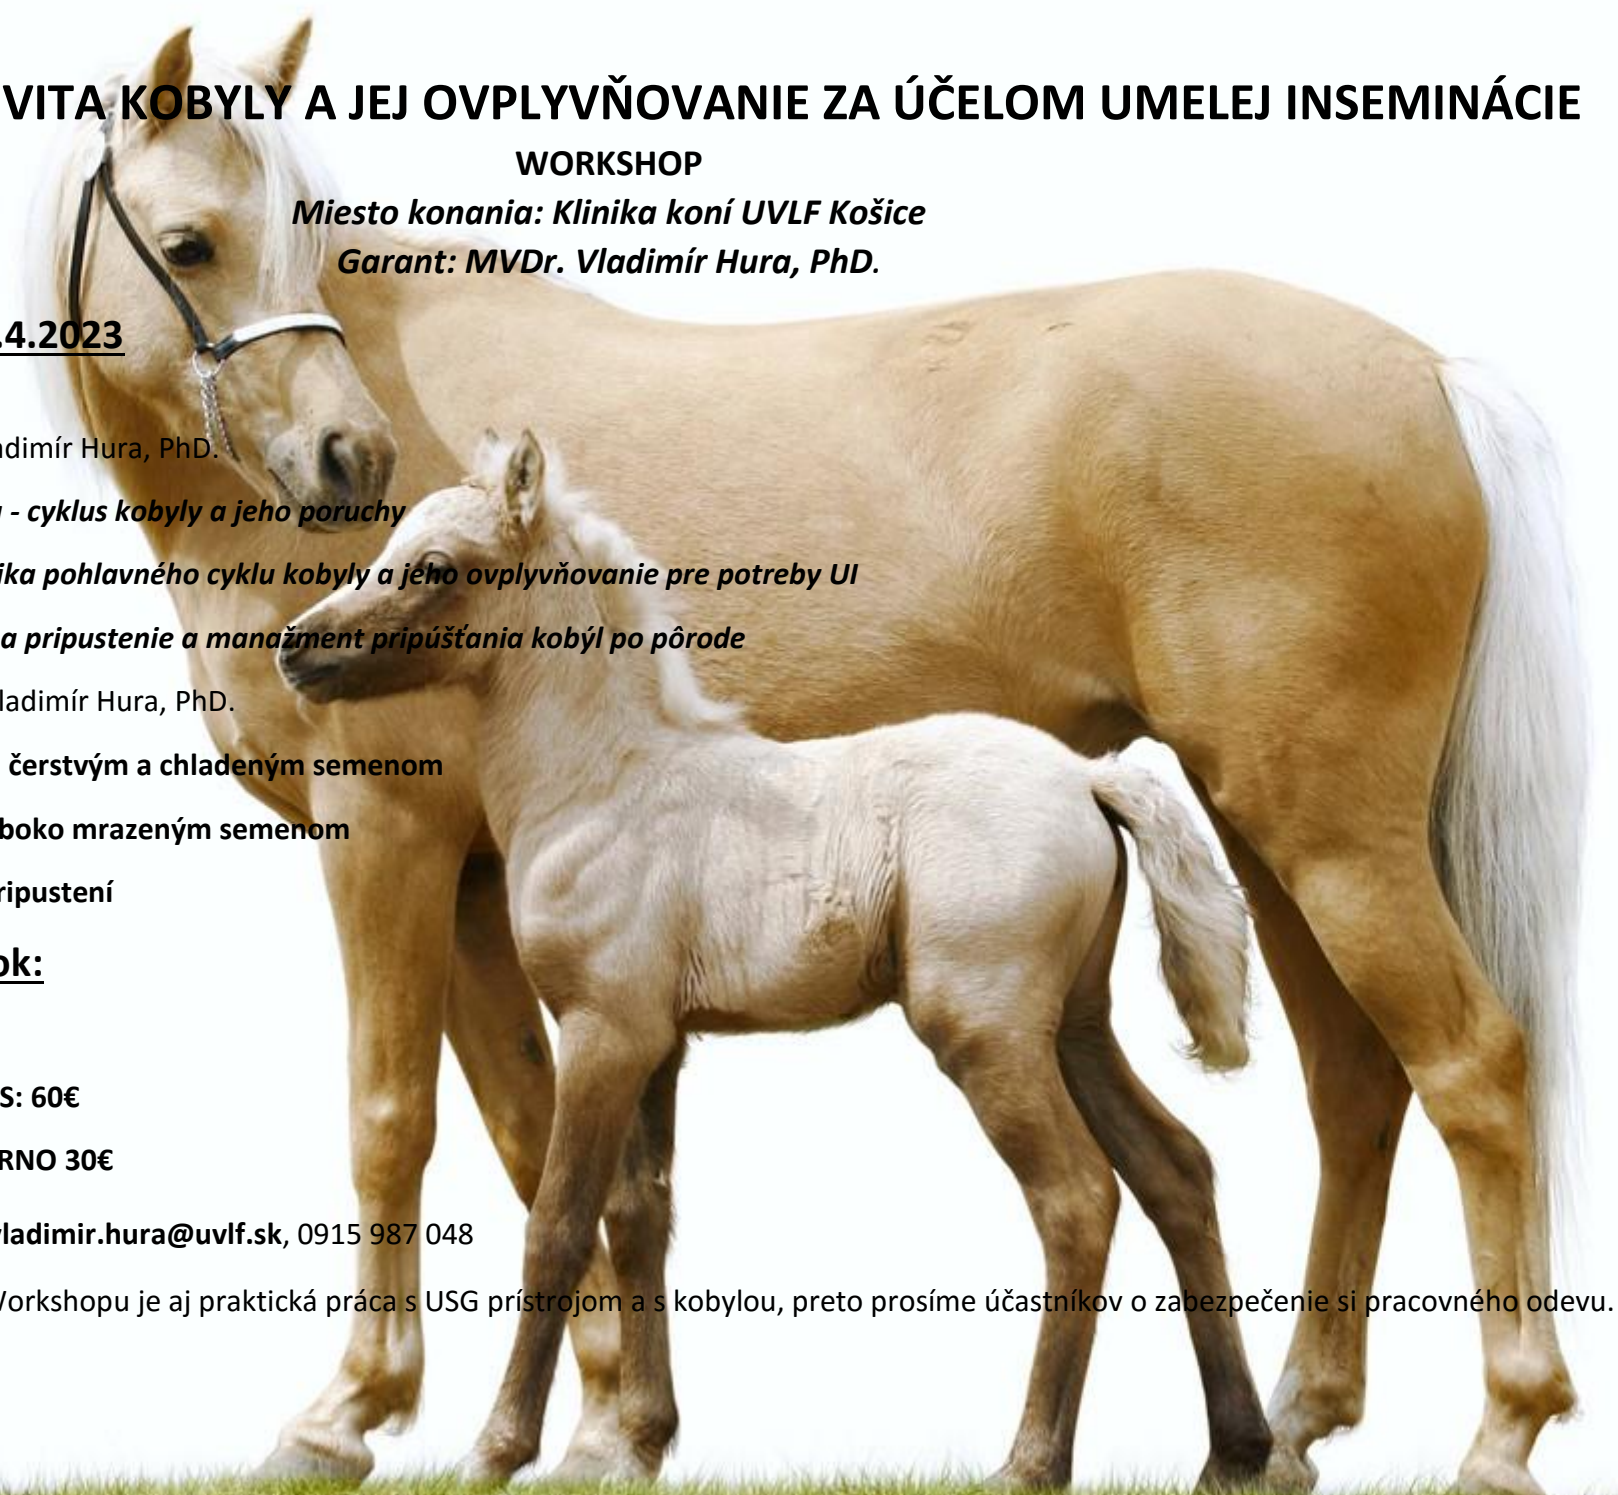 VITA KOBYLY A JEJ OVPLYVŇOVANIE ZA ÚČELOM UMELEJ INSEMINÁCIE
WORKSHOP
Miesto konania: Klinika koní UVLF Košice
Garant: MVDr. Vladimír Hura, PhD.
.4.2023
adimír Hura, PhD.
- cyklus kobyly a jeho poruchy
ika pohlavného cyklu kobyly a jeho ovplyvňovanie pre potreby UI
a pripustenie a manažment pripúšťania kobýl po pôrode
ladimír Hura, PhD.
čerstvým a chladeným semenom
boko mrazeným semenom
ripustení
ok:
S: 60€
RNO 30€
vladimir.hura@uvlf.sk, 0915 987 048
Workshopu je aj praktická práca s USG prístrojom a s kobylou, preto prosíme účastníkov o zabezpečenie si pracovného odevu.